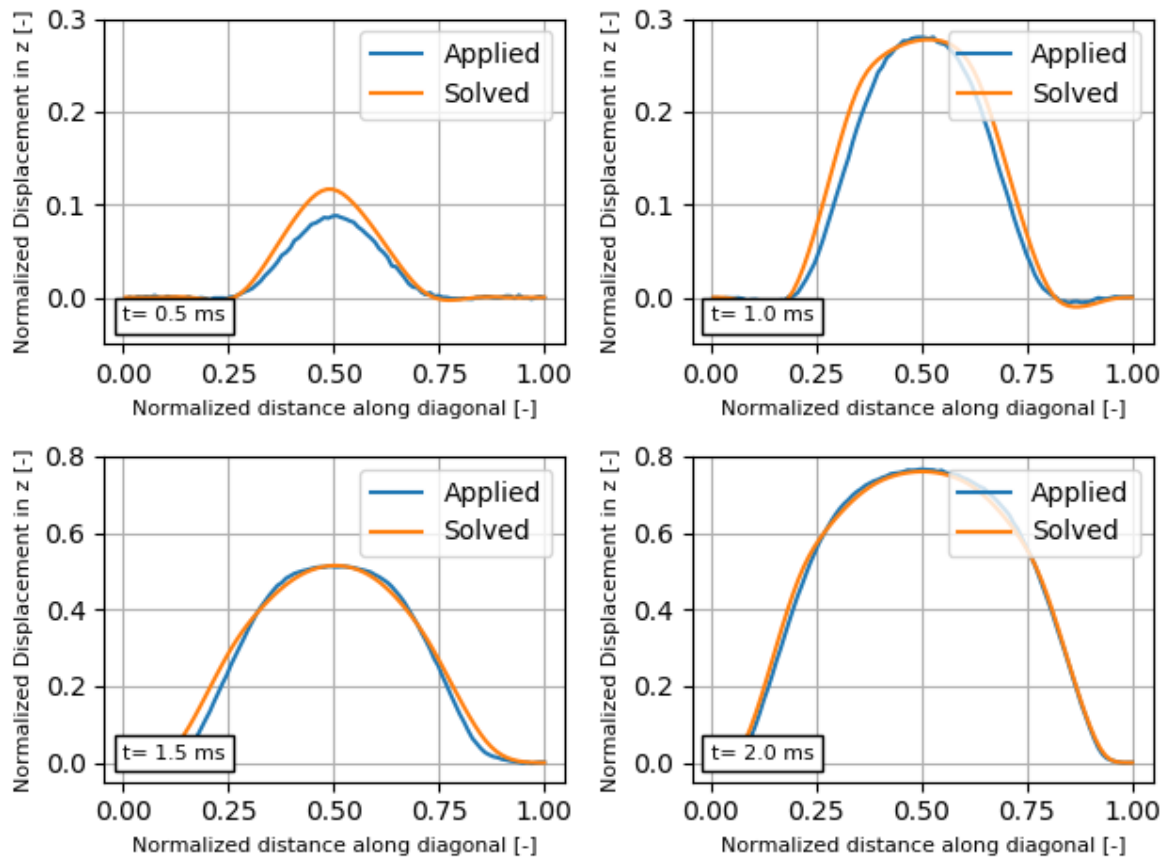 Normalized Displacement in z [-]
0.3
0.2
0.1
0.0
Applied
Solved
t= 0.5 ms
0.00 0.25 0.50 0.75 1.00
Normalized distance along diagonal [-]
Normalized Displacement in z [-]
0.3
0.2
0.1
0.0
Applied
Solved
t= 1.0 ms
0.00 0.25 0.50 0.75 1.00
Normalized distance along diagonal [-]
Normalized Displacement in z [-]
0.8
0.6
0.4
0.2
0.0
Applied
Solved
t= 1.5 ms
0.00 0.25 0.50 0.75 1.00
Normalized distance along diagonal [-]
Normalized Displacement in z [-]
0.8
0.6
0.4
0.2
0.0
Applied
Solved
t= 2.0 ms
0.00 0.25 0.50 0.75 1.00
Normalized distance along diagonal [-]